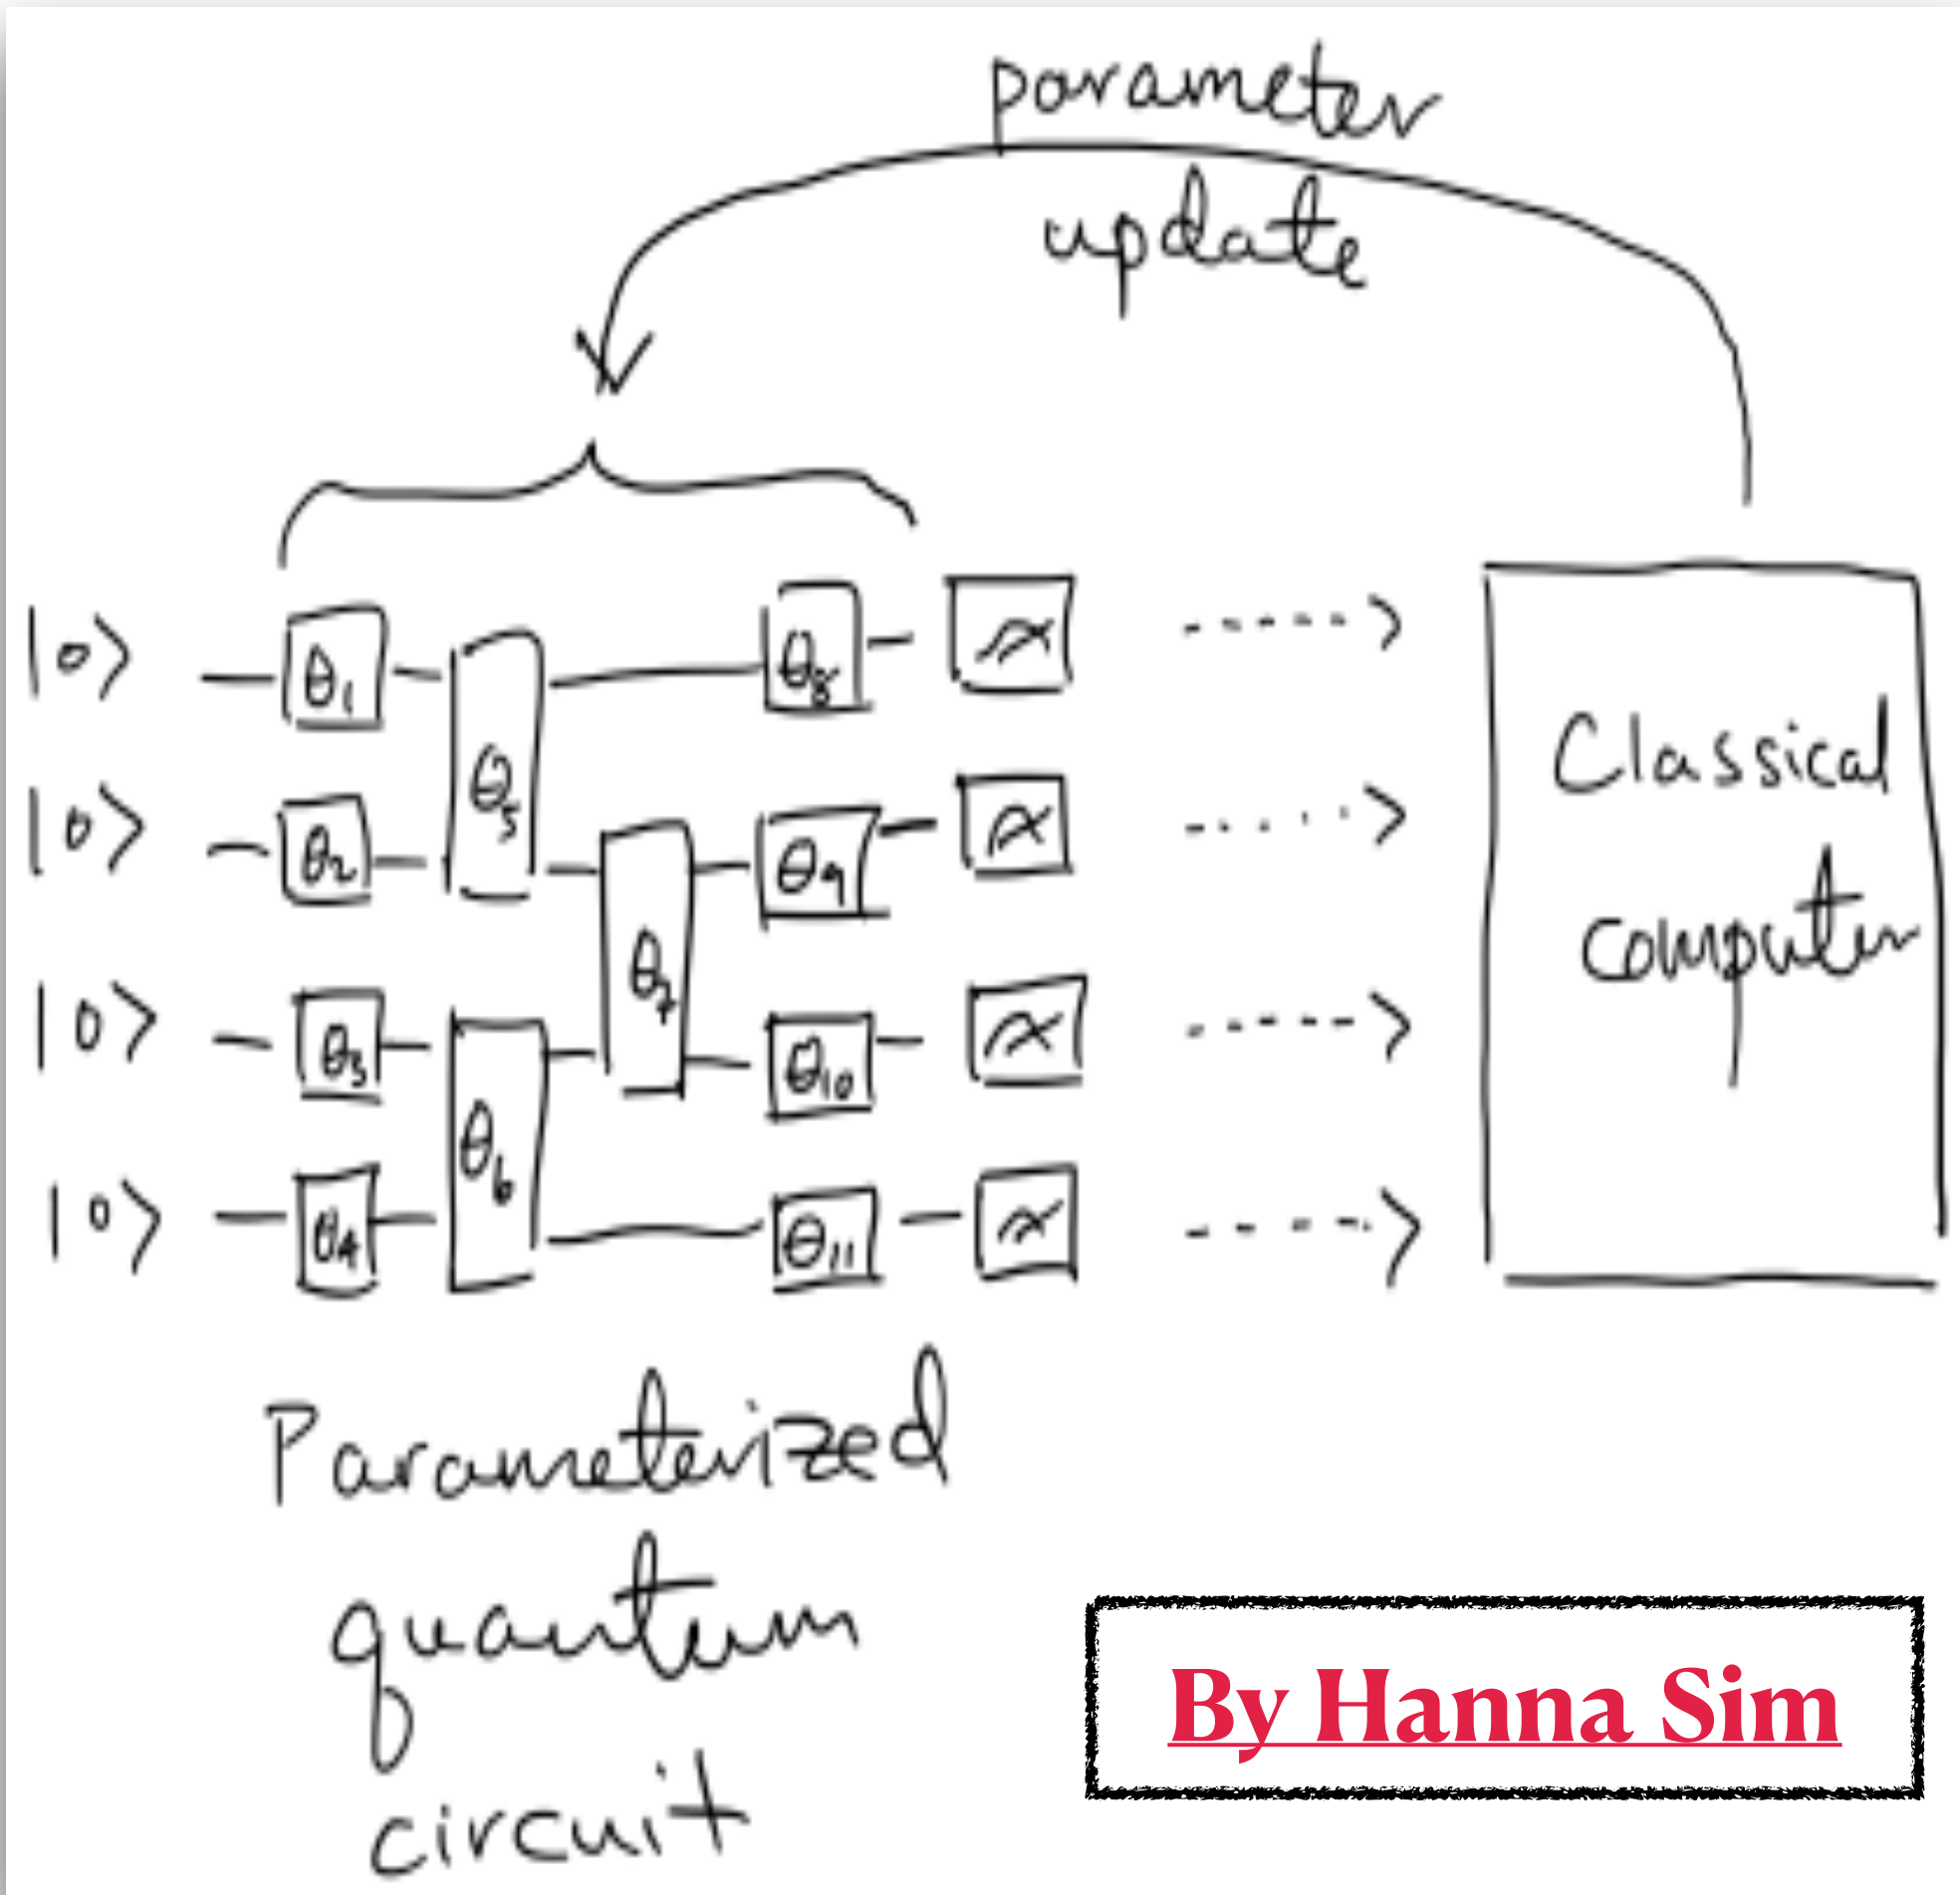 parameter
update
|0⟩ θ1 θ5 θ8
|0⟩ θ2 θ7 θ9
|0⟩ θ3 θ6 θ10
|0⟩ θ4 θ11
Classical
computer
Parameterized
quantum
circuit
By Hanna Sim